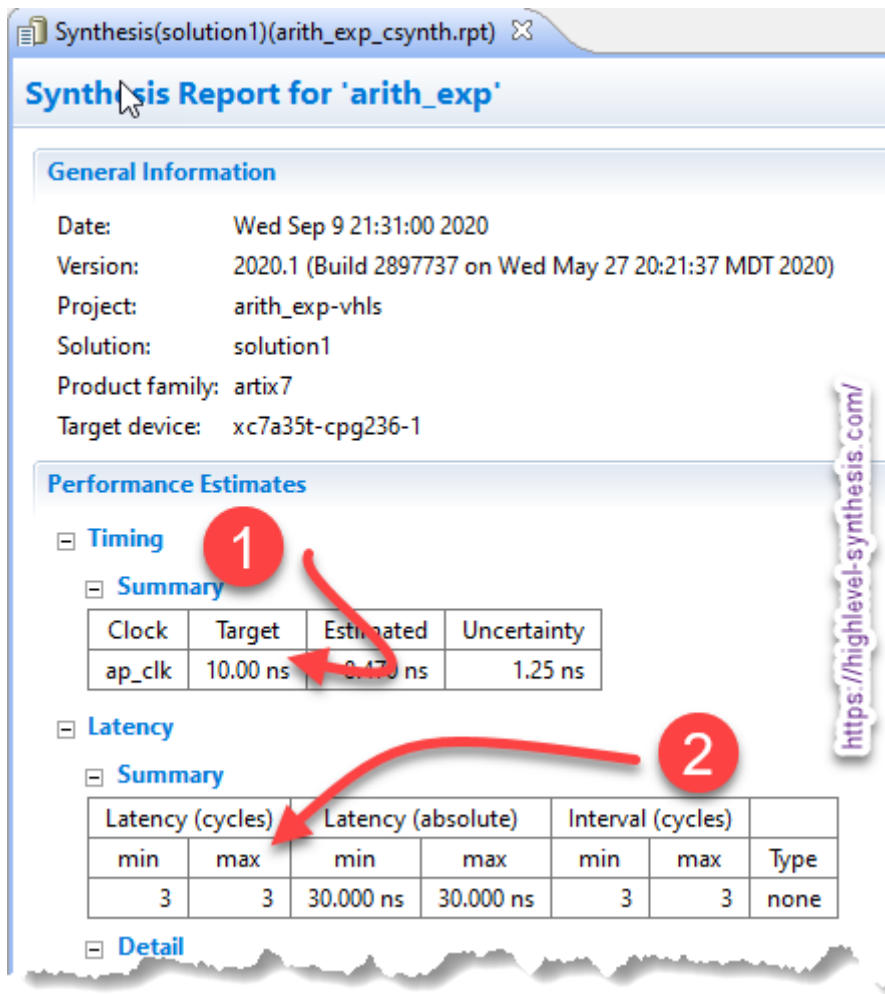 Synthesis(solution1)(arith_exp_csynth.rpt)
Synthesis Report for 'arith_exp'
General Information
Date: Wed Sep 9 21:31:00 2020
Version: 2020.1 (Build 2897737 on Wed May 27 20:21:37 MDT 2020)
Project: arith_exp-vhls
Solution: solution1
Product family: artix7
Target device: xc7a35t-cpg236-1
Performance Estimates
Timing
1
Summary
Clock Target Estimated Uncertainty
ap_clk 10.00 ns ns 1.25 ns
Latency
2
Summary
Latency (cycles) Latency (absolute) Interval (cycles)
min max min max min max Type
3 3 30.000 ns 30.000 ns 3 3 none
Detail
https://highlevel-synthesis.com/